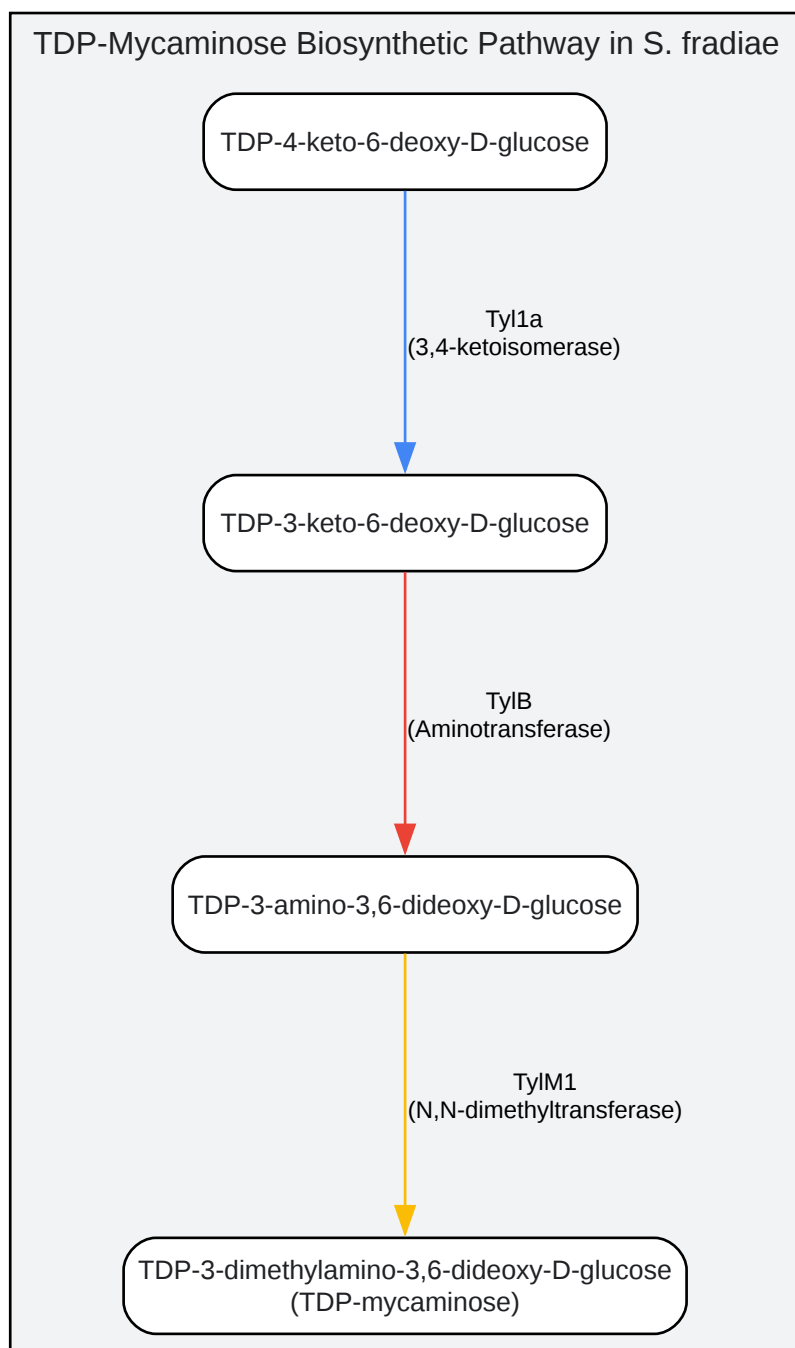 TDP-Mycaminose Biosynthetic Pathway in S. fradiae
TDP-4-keto-6-deoxy-D-glucose
Tyl1a
(3,4-ketoisomerase)
TDP-3-keto-6-deoxy-D-glucose
TylB
(Aminotransferase)
TDP-3-amino-3,6-dideoxy-D-glucose
TylM1
(N,N-dimethyltransferase)
TDP-3-dimethylamino-3,6-dideoxy-D-glucose
(TDP-mycaminose)